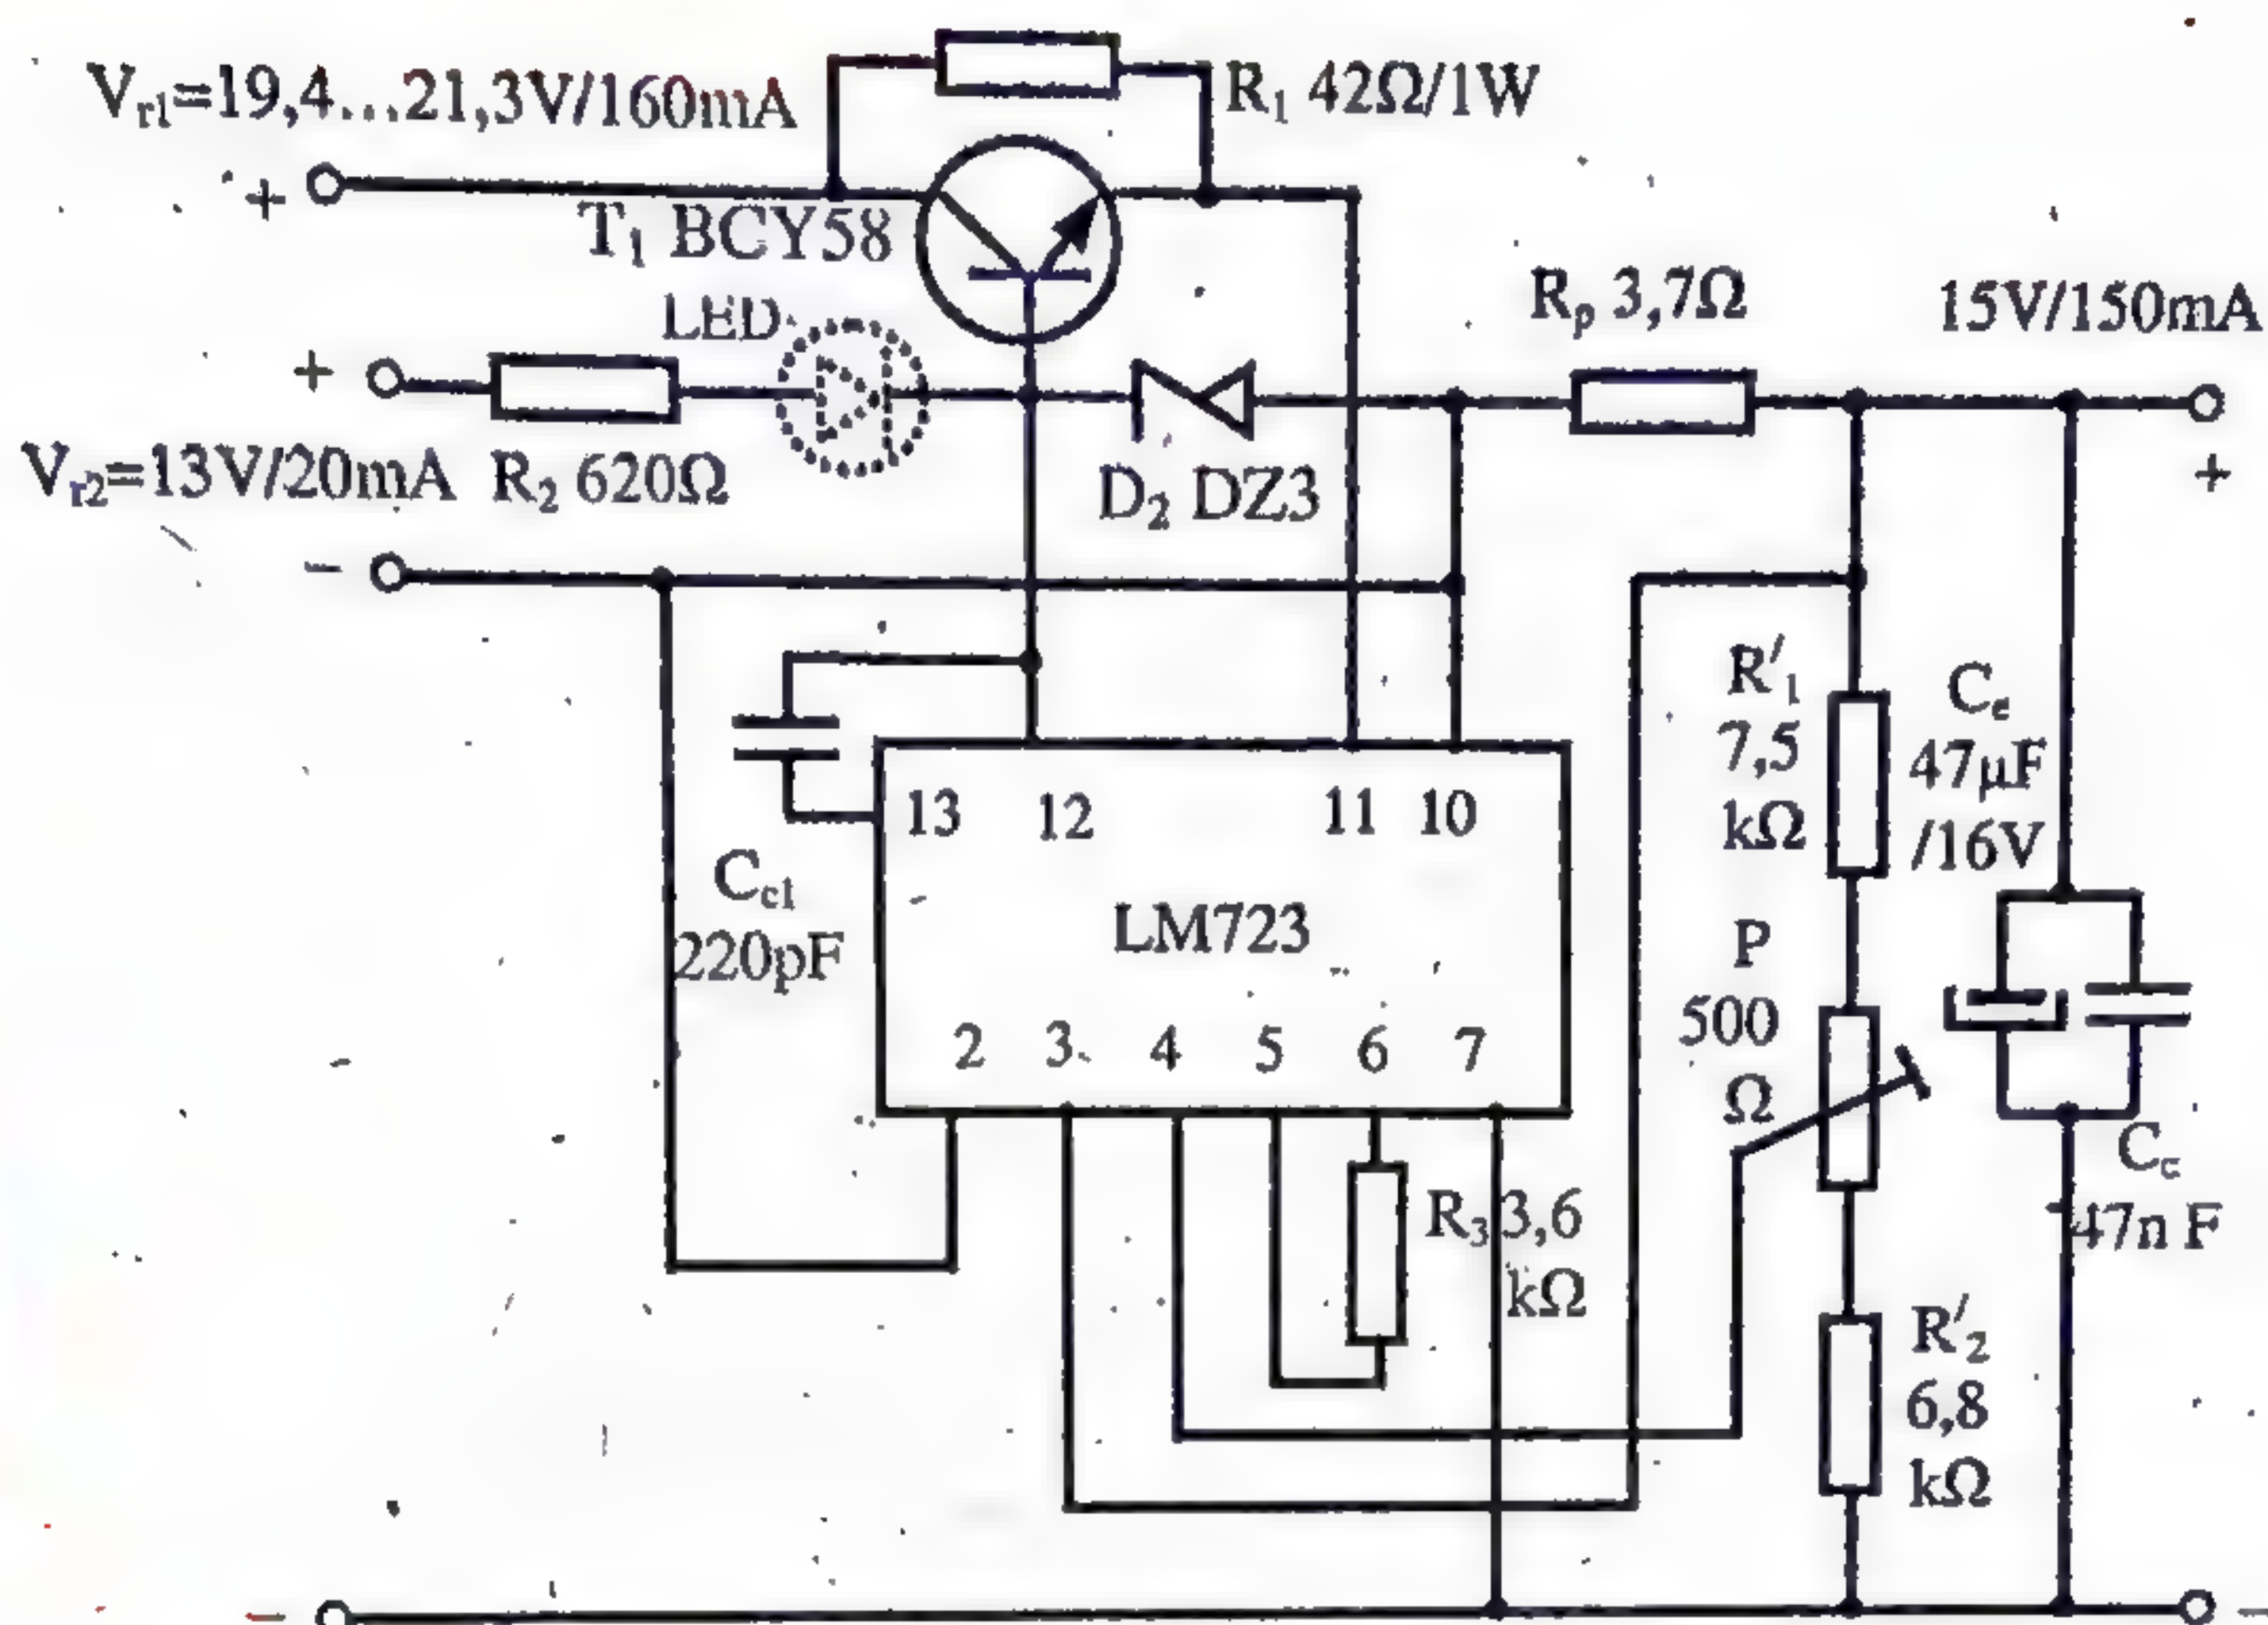 Vr1=19,4...21,3V/160mA
R1 42Ω/1W
+
T1 BCY58
LED
Rp 3,7Ω
15V/150mA
+
+
Vr2=13V/20mA
R2 620Ω
D2 DZ3
−
R′1
7,5
kΩ
Ce
47μF
/16V
13
12
11
10
Cc1
220pF
LM723
P
500
Ω
2
3
4
5
6
7
Cc
47nF
R3 3,6
kΩ
R′2
6,8
kΩ
−
−